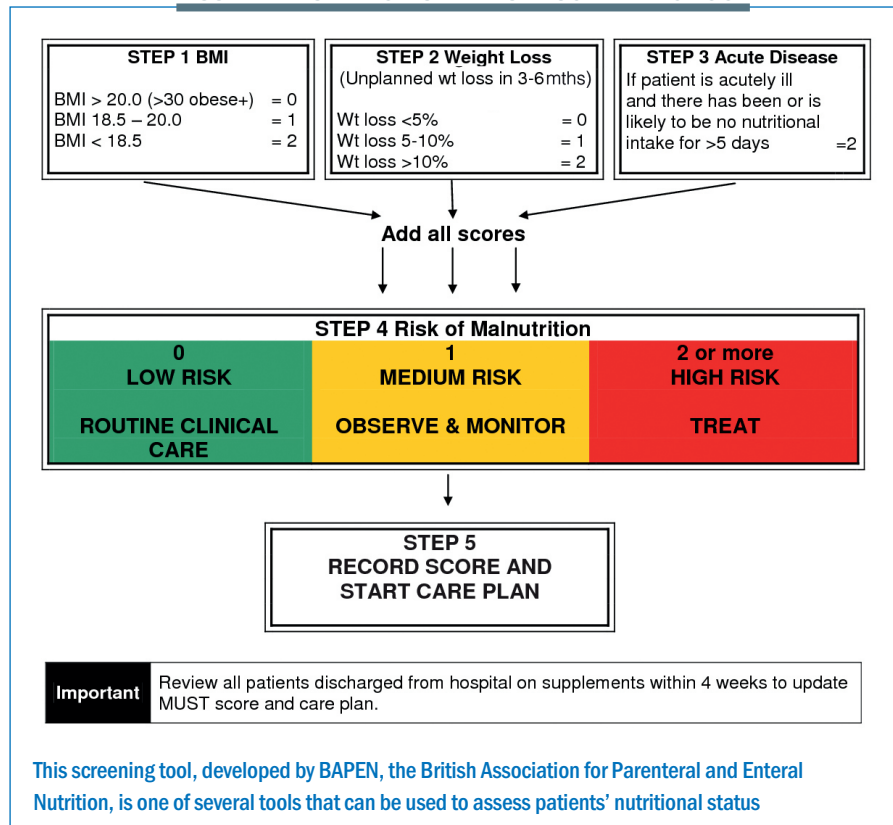 STEP 1 BMI
BMI > 20.0 (>30 obese+) = 0
BMI 18.5 – 20.0 = 1
BMI < 18.5 = 2
STEP 2 Weight Loss
(Unplanned wt loss in 3-6mths)
Wt loss <5% = 0
Wt loss 5-10% = 1
Wt loss >10% = 2
STEP 3 Acute Disease
If patient is acutely ill
and there has been or is
likely to be no nutritional
intake for >5 days =2
Add all scores
STEP 4 Risk of Malnutrition
0
LOW RISK
ROUTINE CLINICAL
CARE
1
MEDIUM RISK
OBSERVE & MONITOR
2 or more
HIGH RISK
TREAT
STEP 5
RECORD SCORE AND
START CARE PLAN
Important
Review all patients discharged from hospital on supplements within 4 weeks to update
MUST score and care plan.
This screening tool, developed by BAPEN, the British Association for Parenteral and Enteral
Nutrition, is one of several tools that can be used to assess patients’ nutritional status